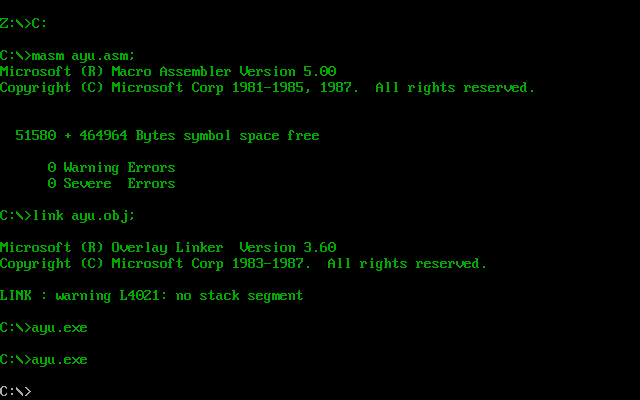 Z:\>C:
C:\>masm ayu.asm;
Microsoft (R) Macro Assembler Version 5.00
Copyright (C) Microsoft Corp 1981-1985, 1987.  All rights reserved.
51580 + 464964 Bytes symbol space free
0 Warning Errors
0 Severe  Errors
C:\>link ayu.obj;
Microsoft (R) Overlay Linker  Version 3.60
Copyright (C) Microsoft Corp 1983-1987.  All rights reserved.
LINK : warning L4021: no stack segment
C:\>ayu.exe
C:\>ayu.exe
C:\>